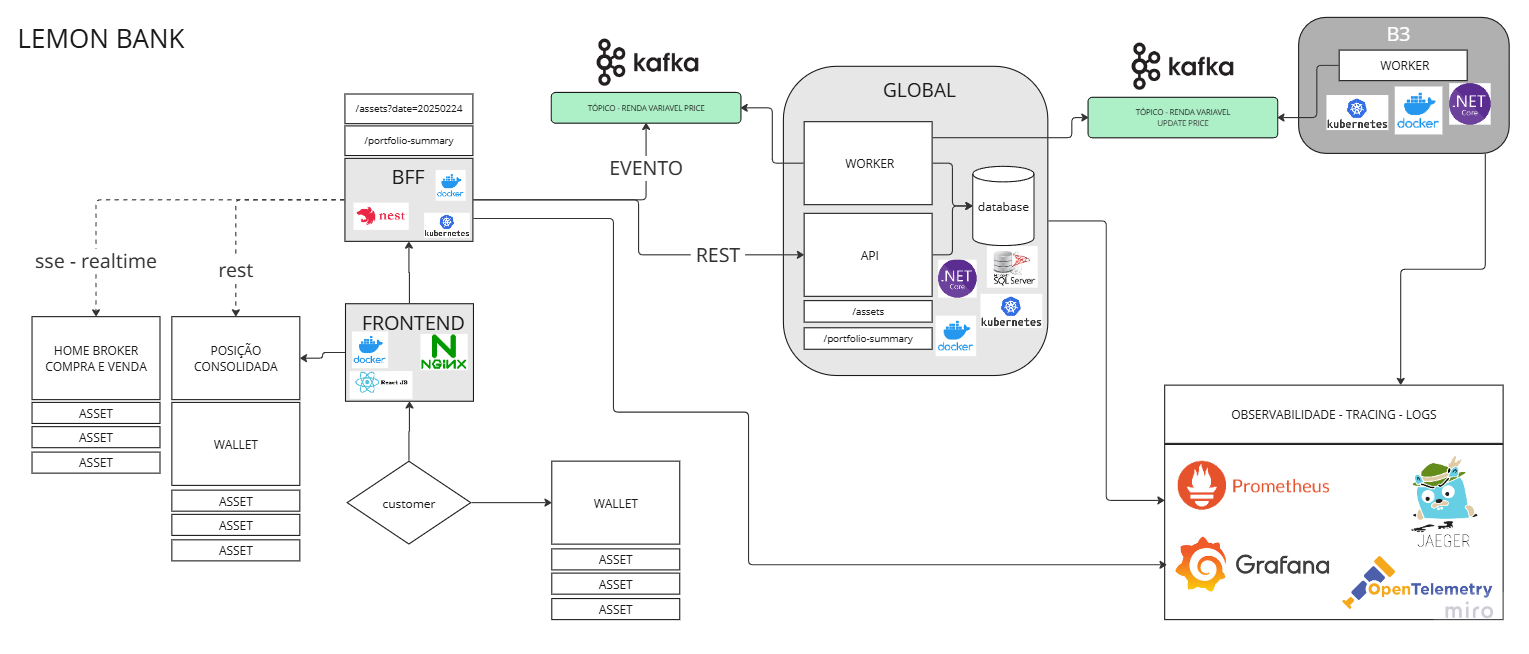 LEMON BANK
kafka
TÓPICO - RENDA VARIAVEL PRICE
kafka
TÓPICO - RENDA VARIAVEL
UPDATE PRICE
B3
WORKER
kubernetes
docker
.NET
Core
/assets?date=20250224
/portfolio-summary
BFF
docker
nest
kubernetes
EVENTO
REST
GLOBAL
WORKER
database
API
.NET
Core
SQL Server
kubernetes
/assets
/portfolio-summary
docker
sse - realtime
rest
HOME BROKER
COMPRA E VENDA
ASSET
ASSET
ASSET
POSIÇÃO
CONSOLIDADA
WALLET
ASSET
ASSET
ASSET
FRONTEND
docker
NGINX
React JS
customer
WALLET
ASSET
ASSET
ASSET
OBSERVABILIDADE - TRACING - LOGS
Prometheus
JAEGER
Grafana
OpenTelemetry
miro